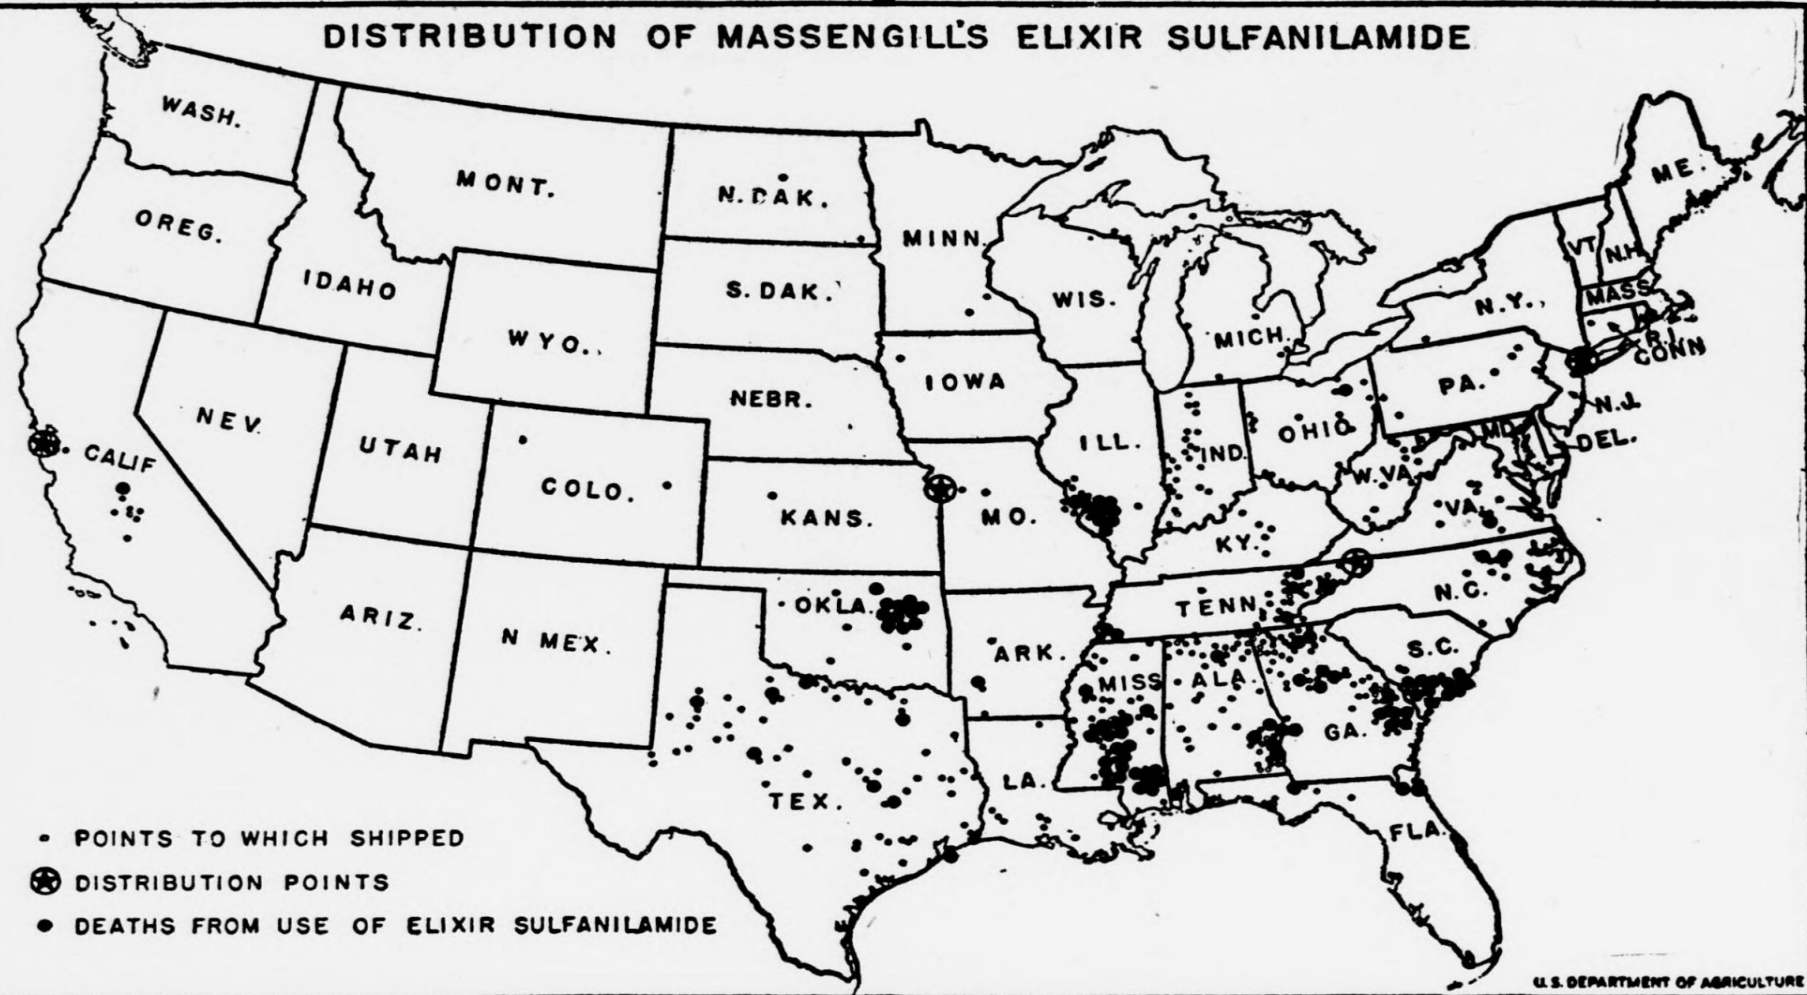 DISTRIBUTION OF MASSENGILL'S ELIXIR SULFANILAMIDE
WASH.
MONT.
N. DAK.
MINN.
ME.
OREG.
IDAHO
S. DAK.
WIS.
MICH.
N.Y.
VT
N.H.
MASS
R.I.
CONN
WYO.
NEBR.
IOWA
PA.
N.J.
NEV.
UTAH
CALIF
COLO.
KANS.
MO.
ILL.
IND.
OHIO
W. VA.
MD.
DEL.
VA.
KY.
ARIZ.
N MEX.
OKLA.
ARK.
TENN.
N.C.
S.C.
MISS
ALA.
GA.
TEX.
LA.
FLA.
POINTS TO WHICH SHIPPED
DISTRIBUTION POINTS
DEATHS FROM USE OF ELIXIR SULFANILAMIDE
U.S. DEPARTMENT OF AGRICULTURE